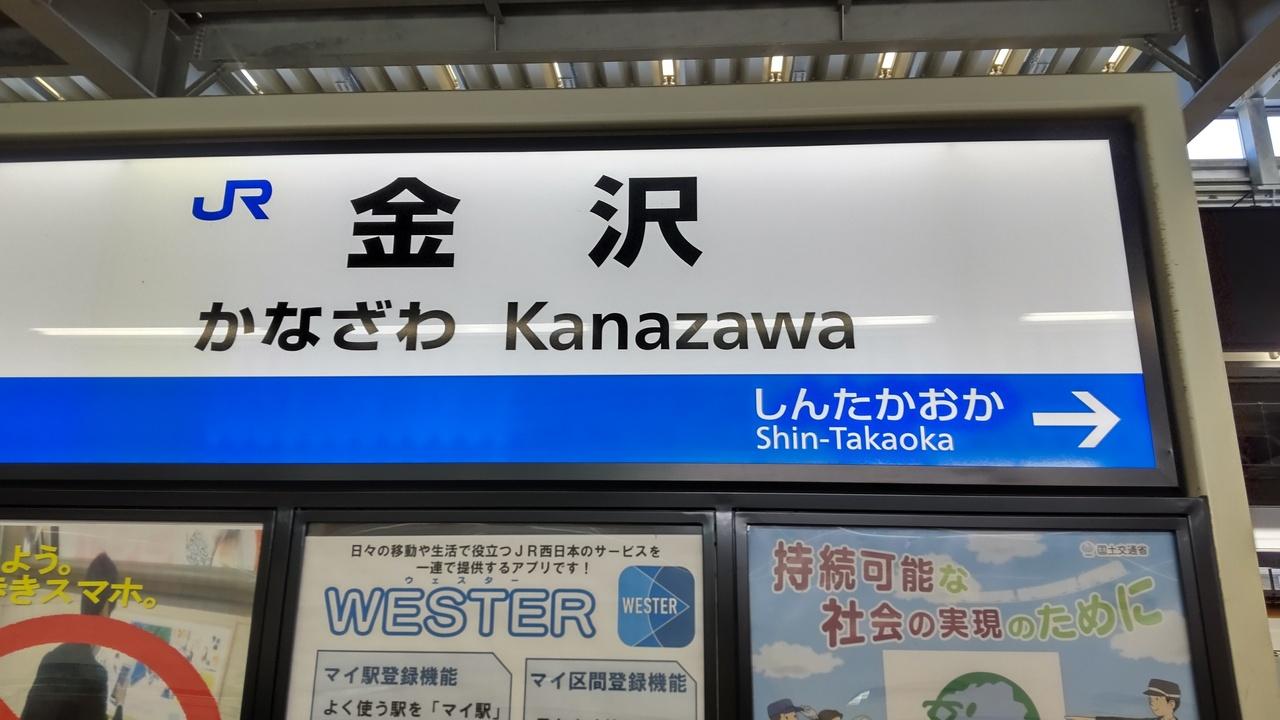 JR 金沢
かなざわ Kanazawa
しんたかおか
Shin-Takaoka
よう。
きスマホ。
日々の移動や生活で役立つJR西日本のサービスを
一連で提供するアプリです！
ウェスター
WESTER
WESTER
マイ駅登録機能
よく使う駅を「マイ駅」
マイ区間登録機能
国土交通省
持続可能な
社会の実現のために